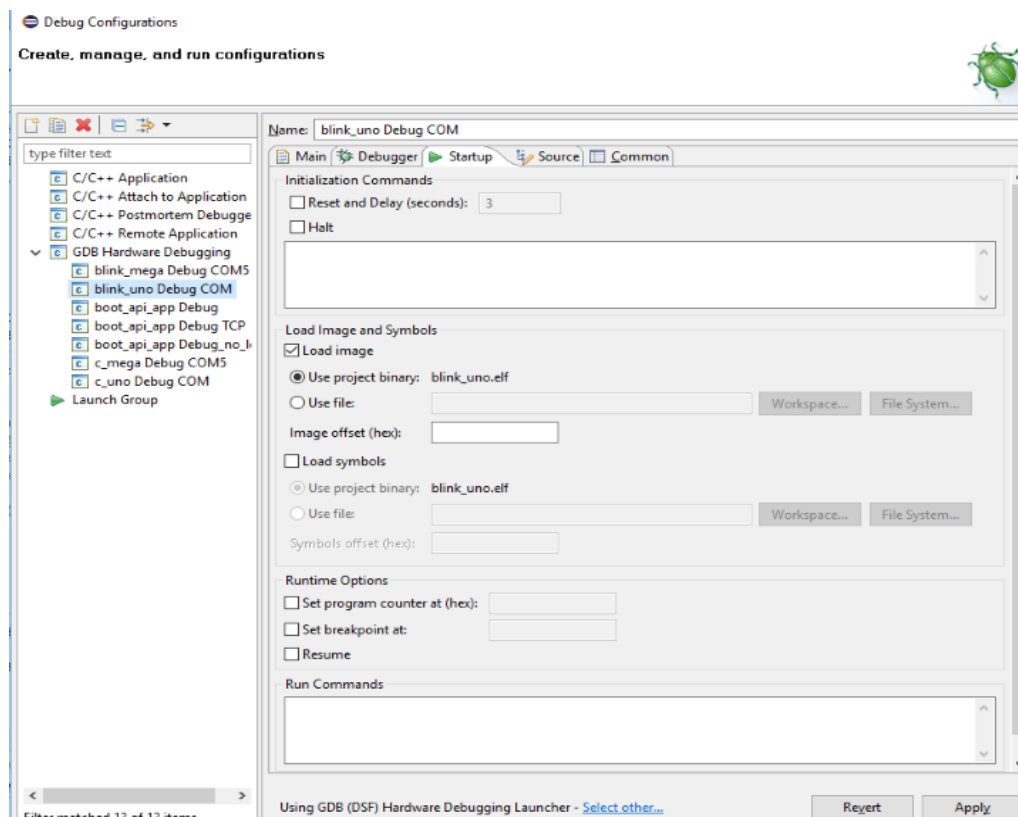 Debug Configurations
Create, manage, and run configurations
type filter text
C/C++ Application
C/C++ Attach to Application
C/C++ Postmortem Debugge
C/C++ Remote Application
GDB Hardware Debugging
blink_mega Debug COM5
blink_uno Debug COM
boot_api_app Debug
boot_api_app Debug TCP
boot_api_app Debug_no_l
c_mega Debug COM5
c_uno Debug COM
Launch Group
Filter matched 13 of 13 items
Name: blink_uno Debug COM
Main Debugger Startup Source Common
Initialization Commands
Reset and Delay (seconds): 3
Halt
Load Image and Symbols
Load image
Use project binary: blink_uno.elf
Use file: Workspace... File System...
Image offset (hex):
Load symbols
Use project binary: blink_uno.elf
Use file: Workspace... File System...
Symbols offset (hex):
Runtime Options
Set program counter at (hex):
Set breakpoint at:
Resume
Run Commands
Using GDB (DSF) Hardware Debugging Launcher - Select other...
Revert Apply